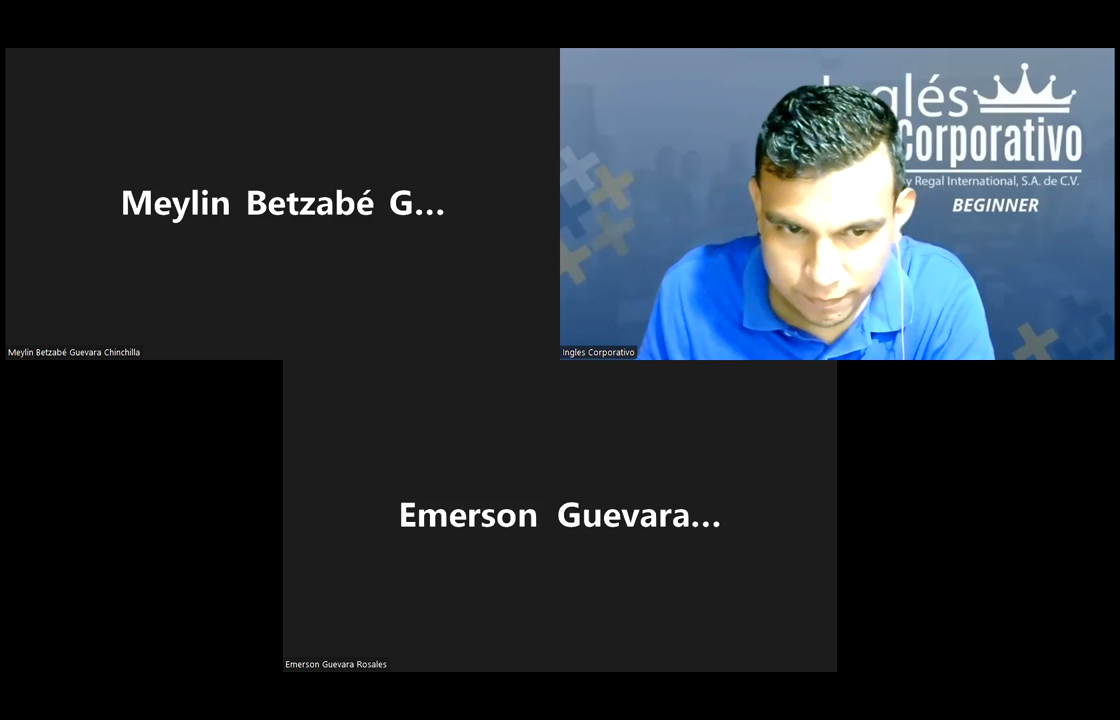 Meylin Betzabé G...
Inglés
Corporativo
y Regal International, S.A. de C.V.
BEGINNER
Meylin Betzabé Guevara Chinchilla
Ingles Corporativo
Emerson Guevara...
Emerson Guevara Rosales